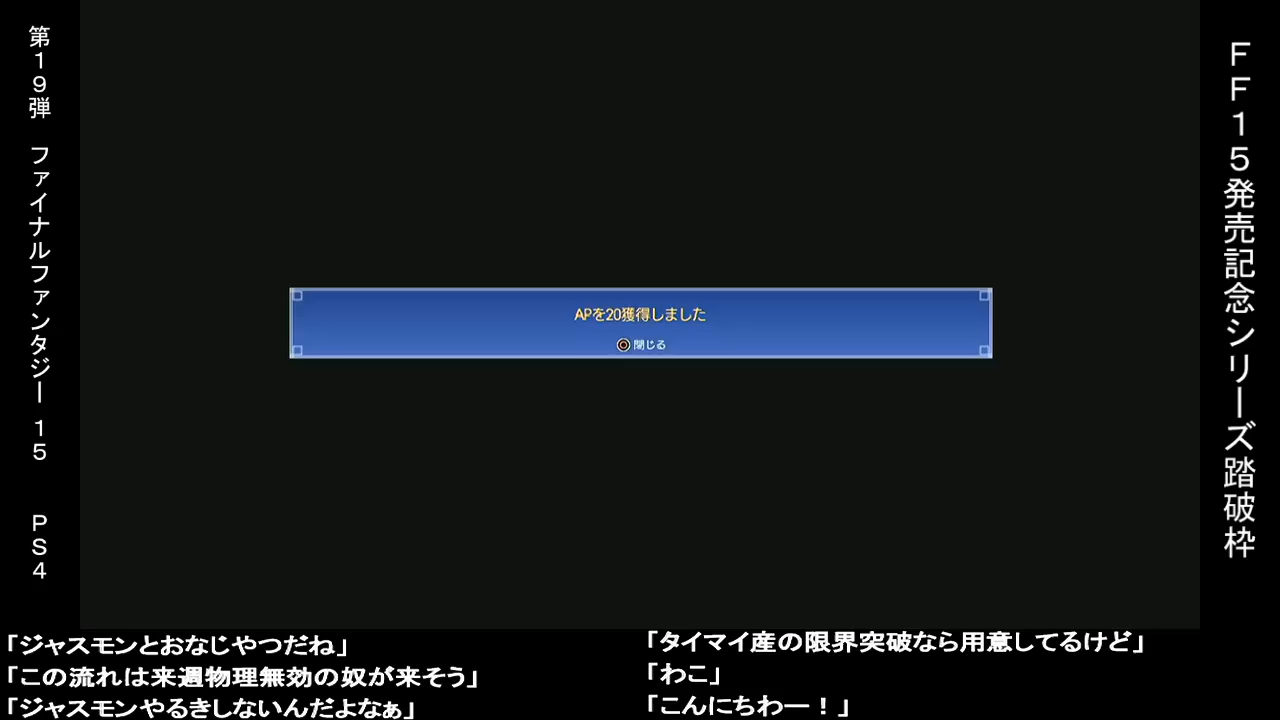 第19弾 ファイナルファンタジー 15 PS4
FF15発売記念シリーズ踏破枠
APを20獲得しました
閉じる
「ジャスモンとおなじやつだね」
「この流れは来週物理無効の奴が来そう」
「ジャスモンやるきしないんだよなぁ」
「タイマイ産の限界突破なら用意してるけど」
「わこ」
「こんにちわー！」